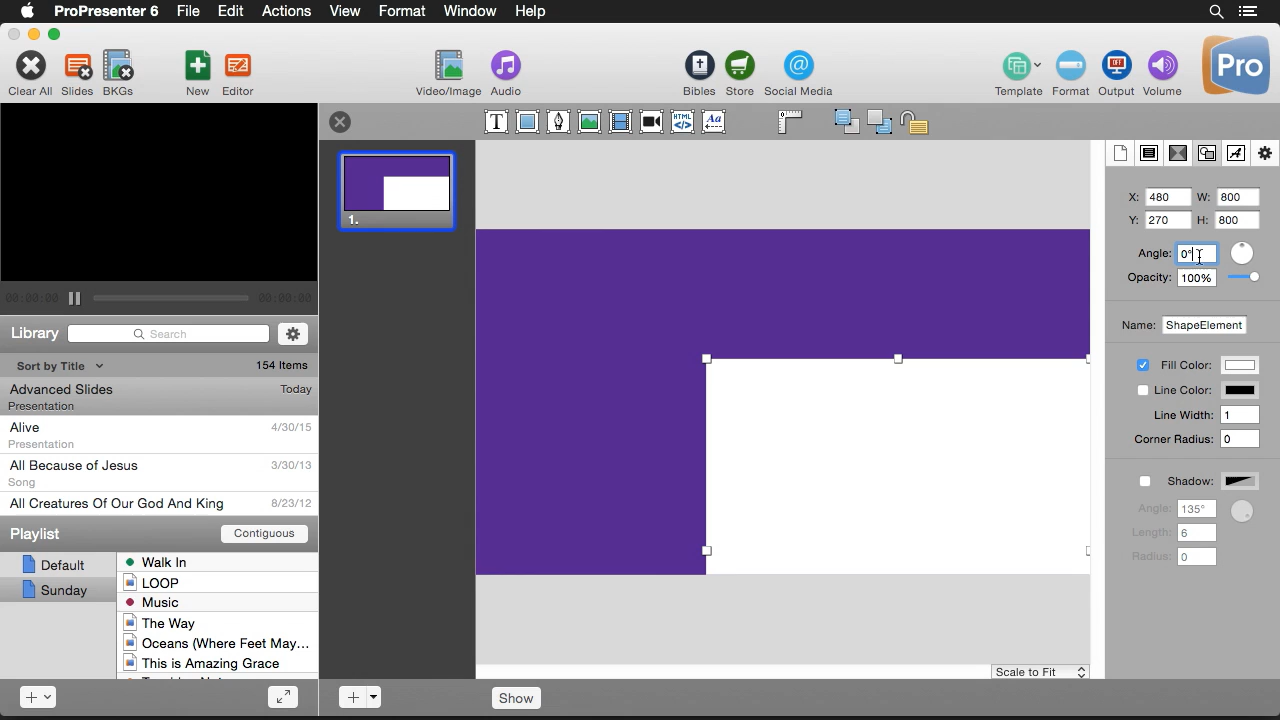 ProPresenter 6 File Edit Actions View Format Window Help
Clear All Slides BKGs New Editor Video/Image Audio Bibles Store Social Media Template Format Output Volume
Pro
OFF
T HTML </> Aa
1.
X: 480 W: 800
Y: 270 H: 800
Angle: 0°
Opacity: 100%
Name: ShapeElement
Fill Color:
Line Color:
Line Width: 1
Corner Radius: 0
Shadow:
Angle: 135°
Length: 6
Radius: 0
00:00:00 00:00:00
Library Search
Sort by Title 154 Items
Advanced Slides Today
Presentation
Alive 4/30/15
Presentation
All Because of Jesus 3/30/13
Song
All Creatures Of Our God And King 8/23/12
Playlist Contiguous
Default
Sunday
Walk In
LOOP
Music
The Way
Oceans (Where Feet May...
This is Amazing Grace
Scale to Fit
Show